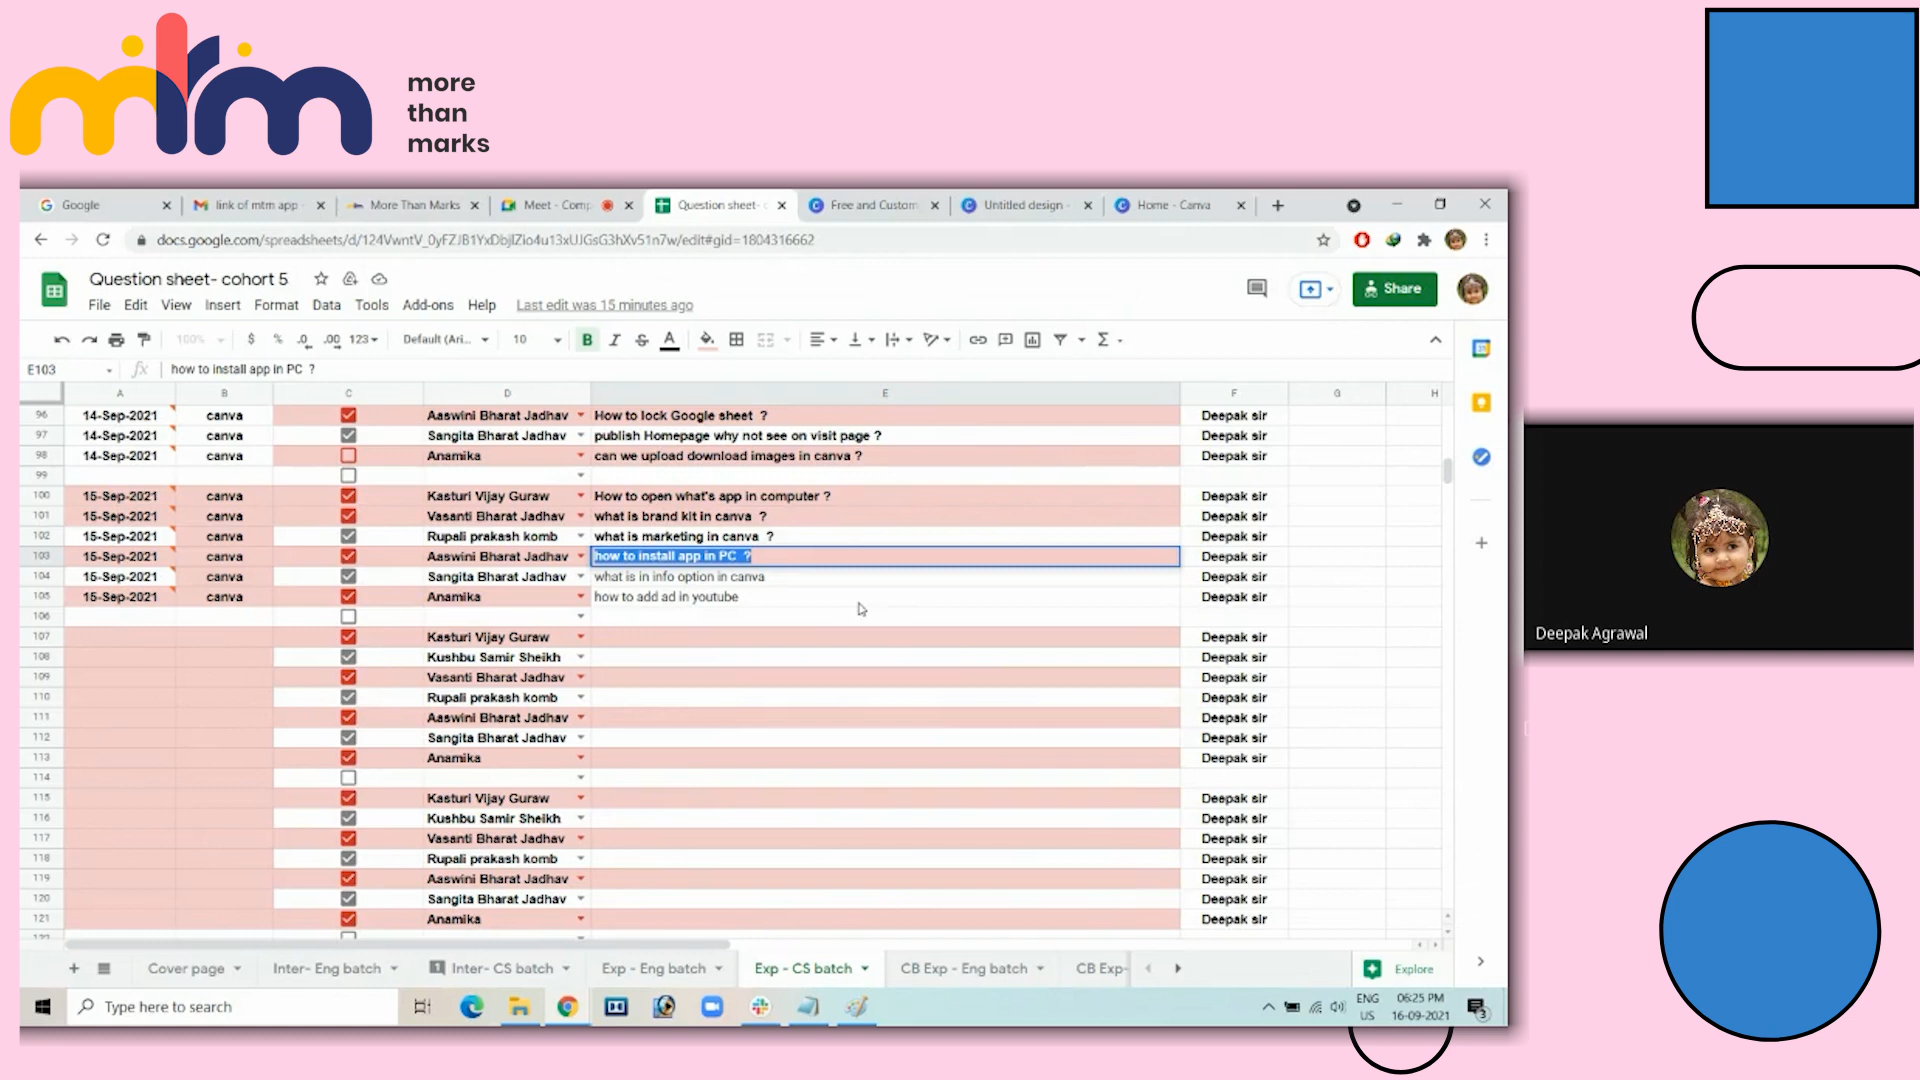 mtm
more
than
marks
Google
link of mtm app
More Than Marks
Meet - Comp
Question sheet- c
Free and Custom
Untitled design -
Home - Canva
docs.google.com/spreadsheets/d/
Question sheet- cohort 5
File Edit View Insert Format Data Tools Add-ons Help Last edit was 15 minutes ago
Share
100% $ % .0 .00 123 Default (Ari... 10 B I S A
E103 fx how to install app in PC ?
A B C D E F G H
96 14-Sep-2021 canva Aaswini Bharat Jadhav How to lock Google sheet ? Deepak sir
97 14-Sep-2021 canva Sangita Bharat Jadhav publish Homepage why not see on visit page ? Deepak sir
98 14-Sep-2021 canva Anamika can we upload download images in canva ? Deepak sir
99
100 15-Sep-2021 canva Kasturi Vijay Guraw How to open what's app in computer ? Deepak sir
101 15-Sep-2021 canva Vasanti Bharat Jadhav what is brand kit in canva ? Deepak sir
102 15-Sep-2021 canva Rupali prakash komb what is marketing in canva ? Deepak sir
103 15-Sep-2021 canva Aaswini Bharat Jadhav how to install app in PC ? Deepak sir
104 15-Sep-2021 canva Sangita Bharat Jadhav what is in info option in canva Deepak sir
105 15-Sep-2021 canva Anamika how to add ad in youtube Deepak sir
106
107 Kasturi Vijay Guraw Deepak sir
108 Kushbu Samir Sheikh Deepak sir
109 Vasanti Bharat Jadhav Deepak sir
110 Rupali prakash komb Deepak sir
111 Aaswini Bharat Jadhav Deepak sir
112 Sangita Bharat Jadhav Deepak sir
113 Anamika Deepak sir
114
115 Kasturi Vijay Guraw Deepak sir
116 Kushbu Samir Sheikh Deepak sir
117 Vasanti Bharat Jadhav Deepak sir
118 Rupali prakash komb Deepak sir
119 Aaswini Bharat Jadhav Deepak sir
120 Sangita Bharat Jadhav Deepak sir
121 Anamika Deepak sir
Cover page Inter- Eng batch 1 Inter- CS batch Exp - Eng batch Exp - CS batch CB Exp - Eng batch CB Exp- Explore
Type here to search
ENG 06:25 PM
US 16-09-2021
3
Deepak Agrawal